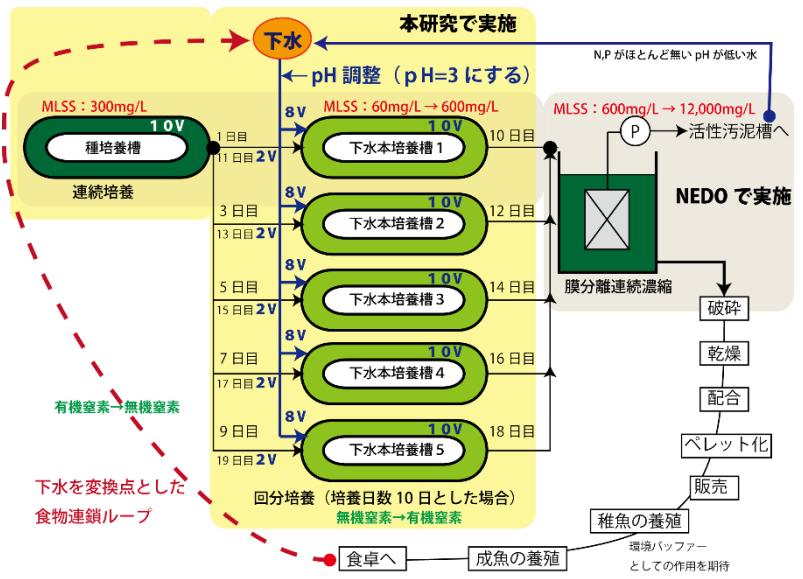 本研究で実施
下水
N,P がほとんど無い pH が低い水
pH 調整（ｐH=3 にする）
MLSS：300mg/L
8V
MLSS：60mg/L → 600mg/L
MLSS：600mg/L → 12,000mg/L
10V
種培養槽
連続培養
1 日目
11 日目 2V
10V
下水本培養槽 1
10 日目
P
活性汚泥槽へ
NEDO で実施
8V
3 日目
13 日目 2V
10V
下水本培養槽 2
12 日目
8V
5 日目
15 日目 2V
10V
下水本培養槽 3
14 日目
膜分離連続濃縮
8V
7 日目
17 日目 2V
10V
下水本培養槽 4
16 日目
8V
9 日目
19 日目 2V
10V
下水本培養槽 5
18 日目
有機窒素→無機窒素
回分培養（培養日数 10 日とした場合）
無機窒素→有機窒素
下水を変換点とした
食物連鎖ループ
破砕
乾燥
配合
ペレット化
販売
稚魚の養殖
環境バッファー
としての作用を期待
成魚の養殖
食卓へ